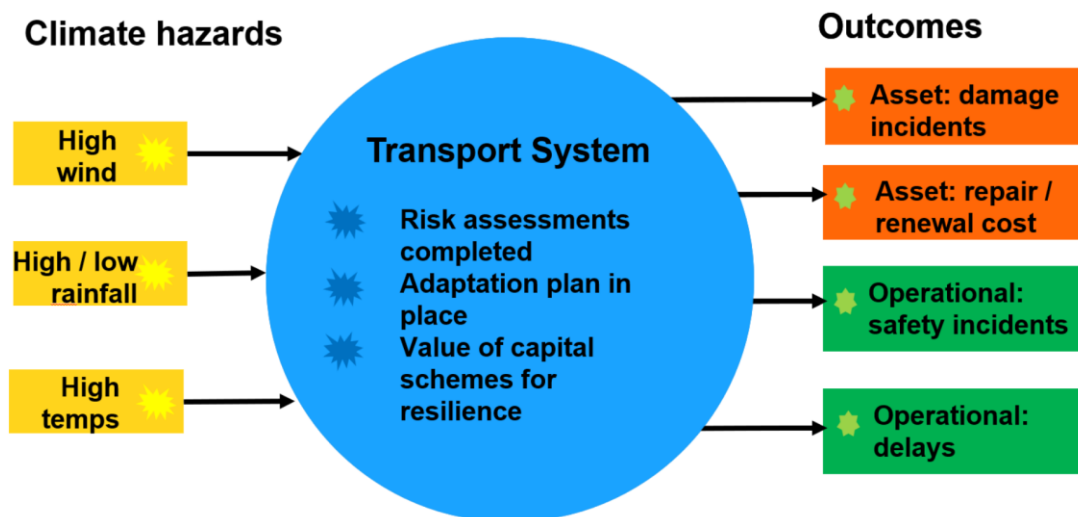 Climate hazards
High
wind
High / low
rainfall
High
temps
Transport System
Risk assessments
completed
Adaptation plan in
place
Value of capital
schemes for
resilience
Outcomes
Asset: damage
incidents
Asset: repair /
renewal cost
Operational:
safety incidents
Operational:
delays